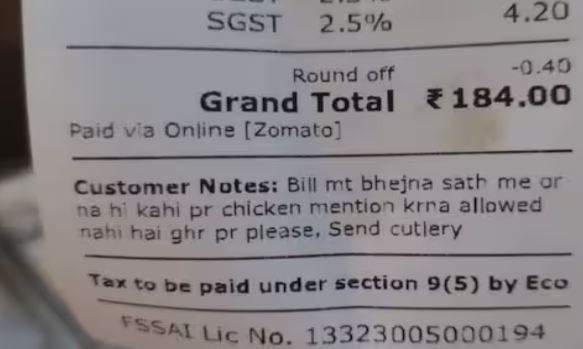 SGST 2.5% 4.20
Round off -0.40
Grand Total ₹184.00
Paid via Online [Zomato]
Customer Notes: Bill mt bhejna sath me or
na hi kahi pr chicken mention krna allowed
nahi hai ghr pr please, Send cutlery
Tax to be paid under section 9(5) by Eco
FSSAI Lic No. 13323005000194